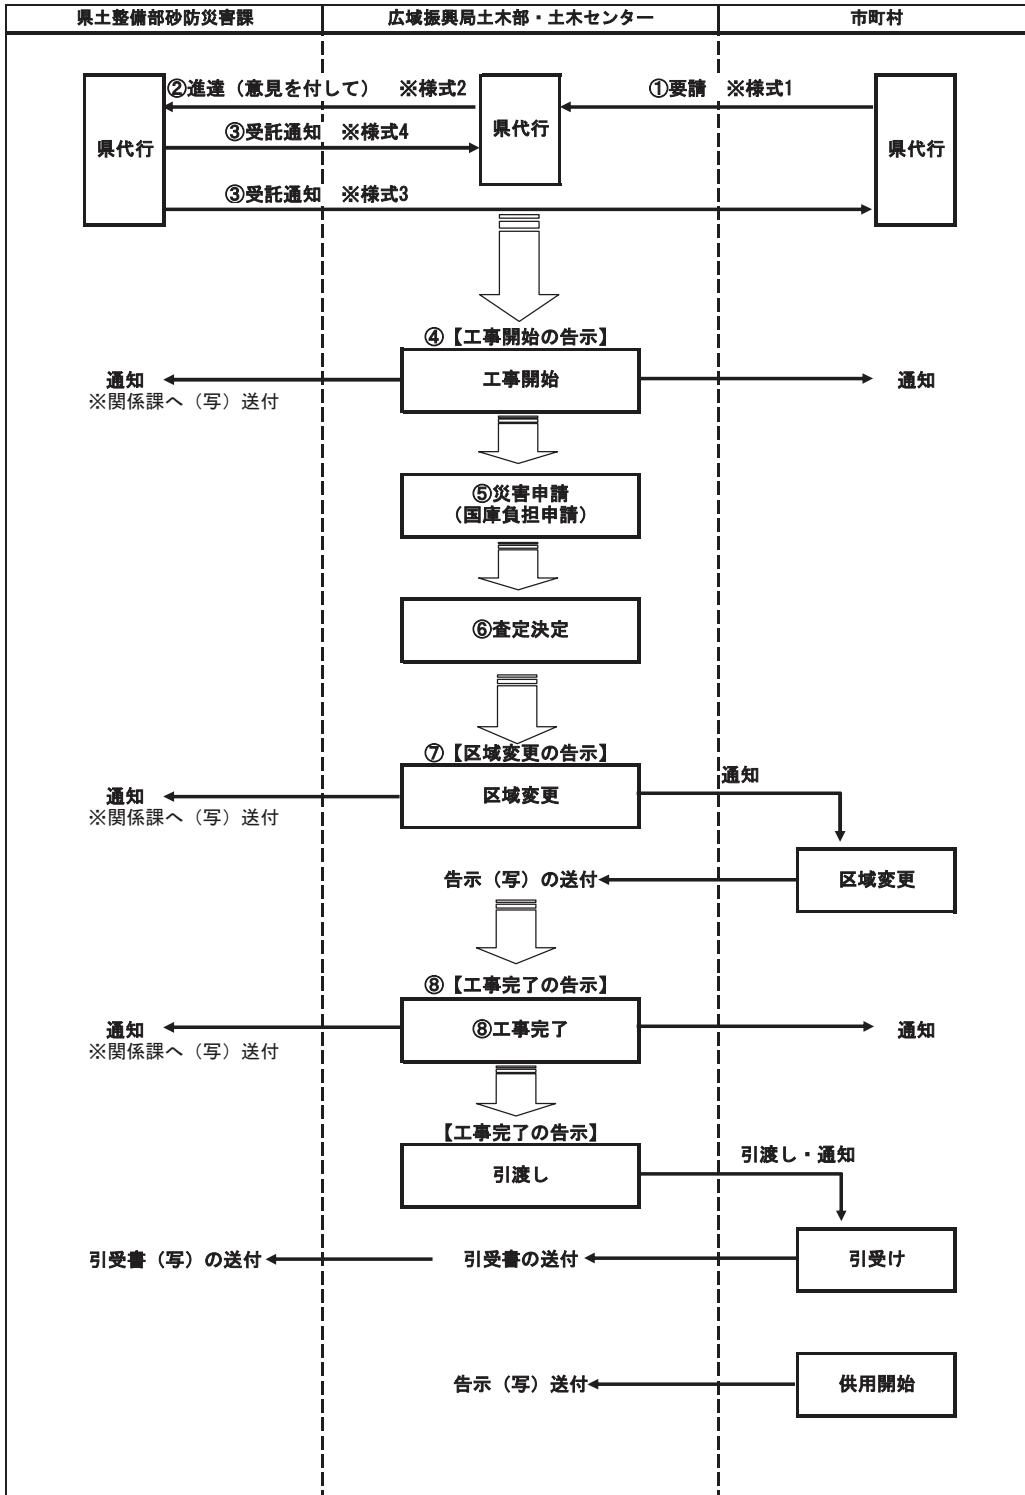 県土整備部砂防災害課
広域振興局土木部・土木センター
市町村
②進達（意見を付して）　※様式2
①要請　※様式1
県代行
③受託通知　※様式4
県代行
県代行
③受託通知　※様式3
④【工事開始の告示】
通知
工事開始
通知
※関係課へ（写）送付
⑤災害申請
（国庫負担申請）
⑥査定決定
⑦【区域変更の告示】
通知
通知
区域変更
※関係課へ（写）送付
告示（写）の送付
区域変更
⑧【工事完了の告示】
通知
⑧工事完了
通知
※関係課へ（写）送付
【工事完了の告示】
引渡し・通知
引渡し
引受書（写）の送付
引受書の送付
引受け
告示（写）送付
供用開始